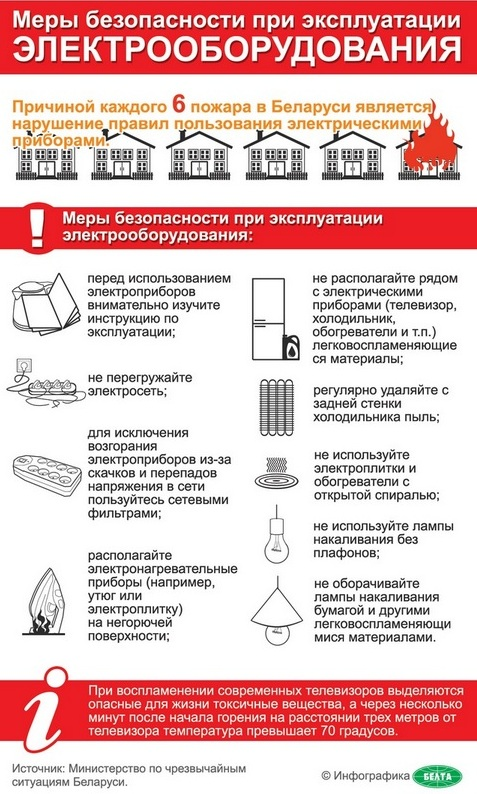 Меры безопасности при эксплуатации
ЭЛЕКТРООБОРУДОВАНИЯ
Причиной каждого 6 пожара в Беларуси является
нарушение правил пользования электрическими
приборами.
! Меры безопасности при эксплуатации
электрооборудования:
перед использованием
электроприборов
внимательно изучите
инструкцию по
эксплуатации;
не перегружайте
электросеть;
для исключения
возгорания
электроприборов из-за
скачков и перепадов
напряжения в сети
пользуйтесь сетевыми
фильтрами;
располагайте
электронагревательные
приборы (например,
утюг или
электроплитку)
на негорючей
поверхности;
не располагайте рядом
с электрическими
приборами (телевизор,
холодильник,
обогреватели и т.п.)
легковоспламеняющие
ся материалы;
регулярно удаляйте с
задней стенки
холодильника пыль;
не используйте
электроплитки и
обогреватели с
открытой спиралью;
не используйте лампы
накаливания без
плафонов;
не оборачивайте
лампы накаливания
бумагой и другими
легковоспламеняющи
мися материалами.
i
При воспламенении современных телевизоров выделяются
опасные для жизни токсичные вещества, а через несколько
минут после начала горения на расстоянии трех метров от
телевизора температура превышает 70 градусов.
Источник: Министерство по чрезвычайным
ситуациям Беларуси.
© Инфографика БЕЛТА